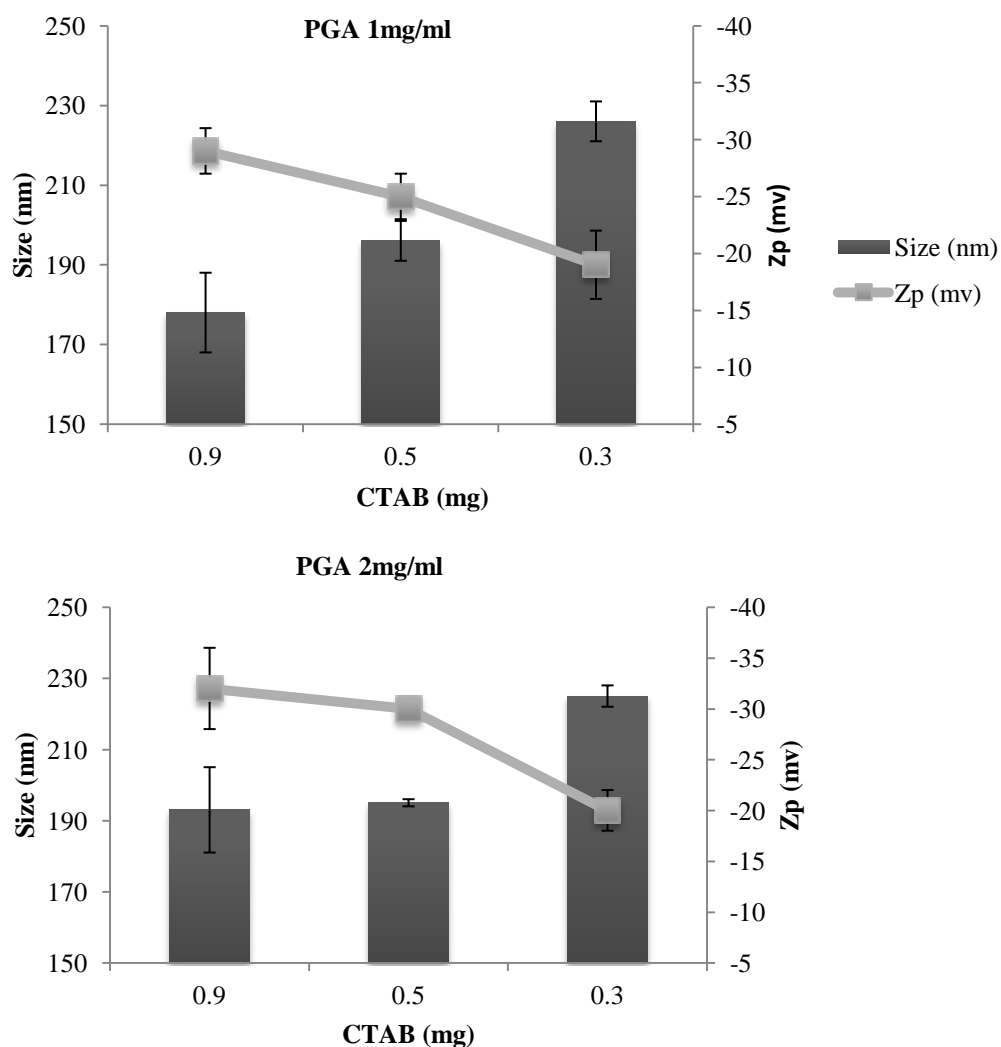 PGA 1mg/ml
250
230
210
190
170
150
Size (nm)
-40
-35
-30
-25
-20
-15
-10
-5
Zp (mv)
0.9 0.5 0.3
CTAB (mg)
Size (nm)
Zp (mv)
PGA 2mg/ml
250
230
210
190
170
150
Size (nm)
-40
-35
-30
-25
-20
-15
-10
-5
Zp (mv)
0.9 0.5 0.3
CTAB (mg)